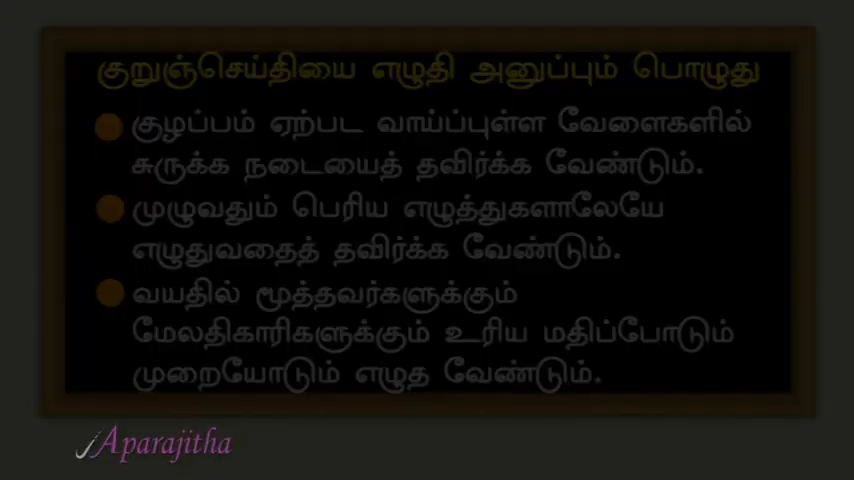 குறுஞ்செய்தியை எழுதி அனுப்பும் பொழுது
குழப்பம் ஏற்பட வாய்ப்புள்ள வேளைகளில்
சுருக்க நடையைத் தவிர்க்க வேண்டும்.
முழுவதும் பெரிய எழுத்துகளாலேயே
எழுதுவதைத் தவிர்க்க வேண்டும்.
வயதில் மூத்தவர்களுக்கும்
மேலதிகாரிகளுக்கும் உரிய மதிப்போடும்
முறையோடும் எழுத வேண்டும்.
Aparajitha